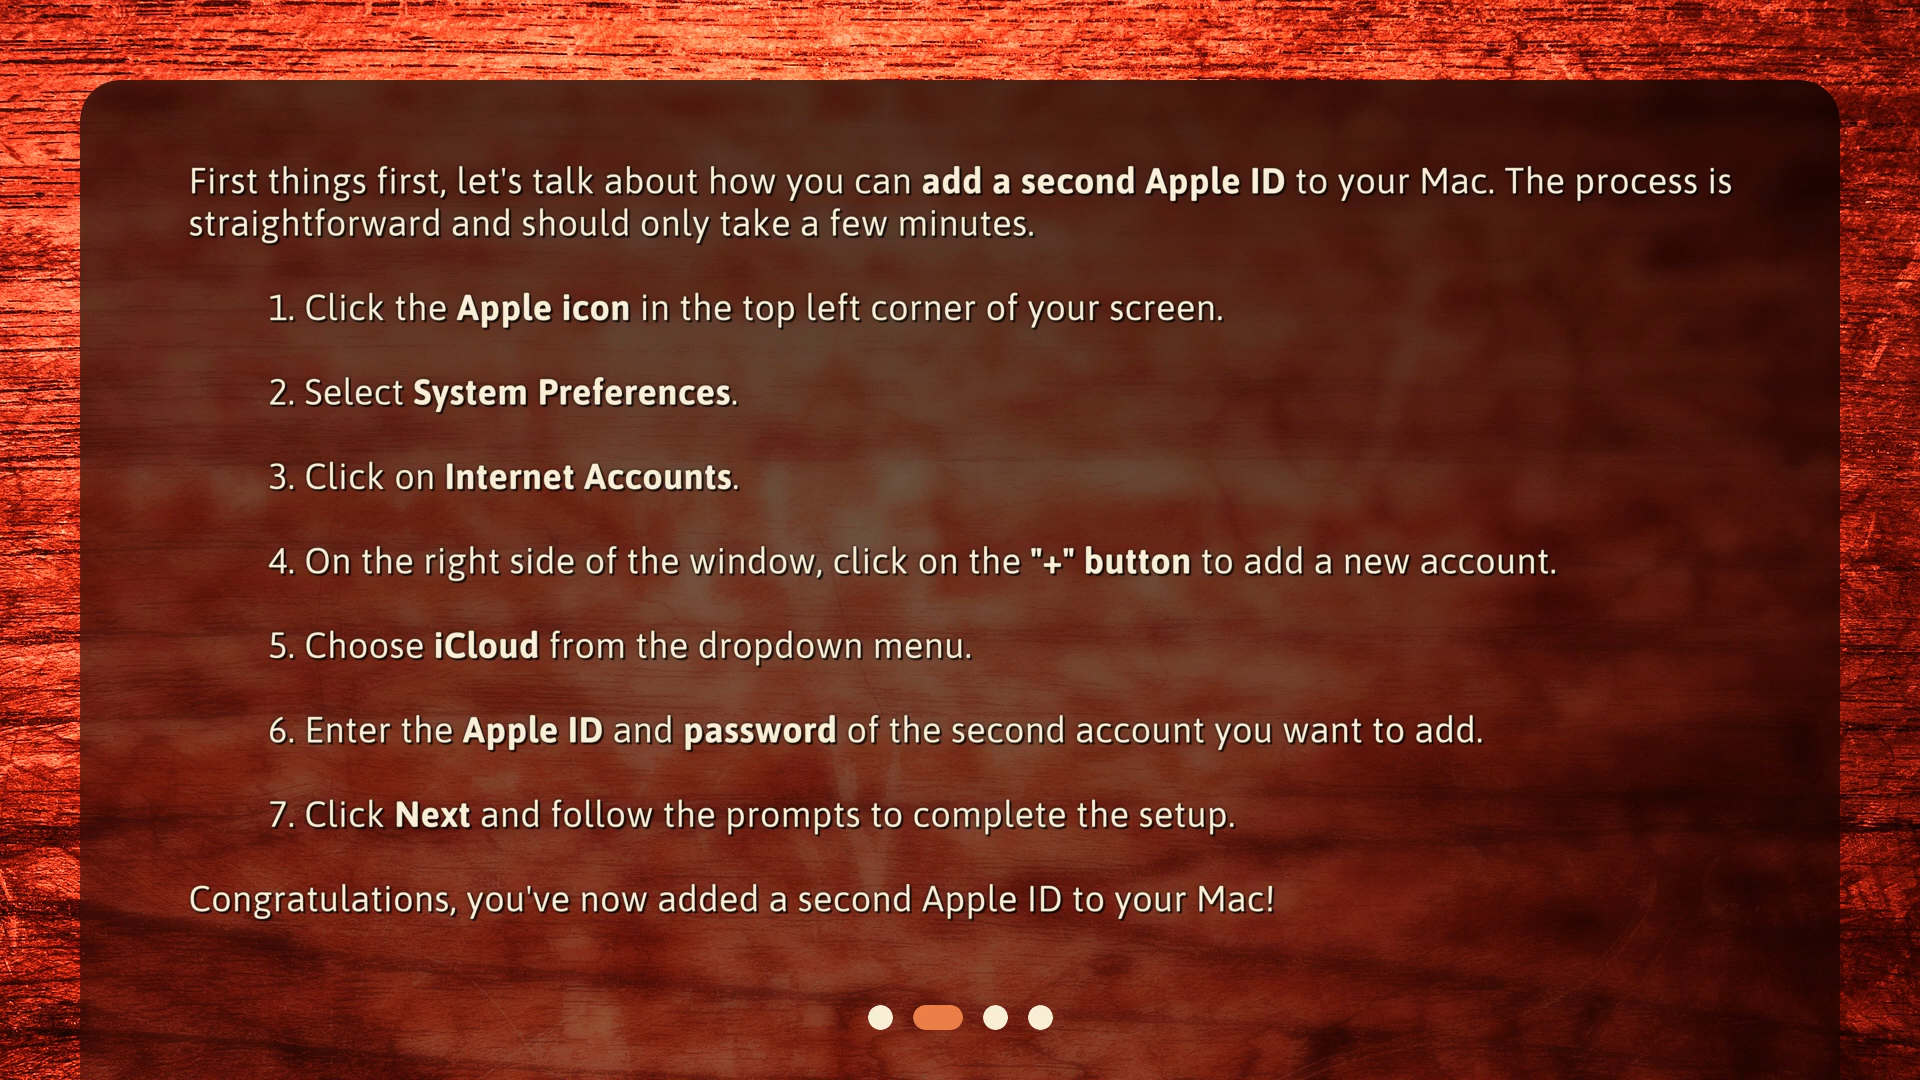 First things first, let's talk about how you can add a second Apple ID to your Mac. The process is
straightforward and should only take a few minutes.
1. Click the Apple icon in the top left corner of your screen.
2. Select System Preferences.
3. Click on Internet Accounts.
4. On the right side of the window, click on the "+" button to add a new account.
5. Choose iCloud from the dropdown menu.
6. Enter the Apple ID and password of the second account you want to add.
7. Click Next and follow the prompts to complete the setup.
Congratulations, you've now added a second Apple ID to your Mac!